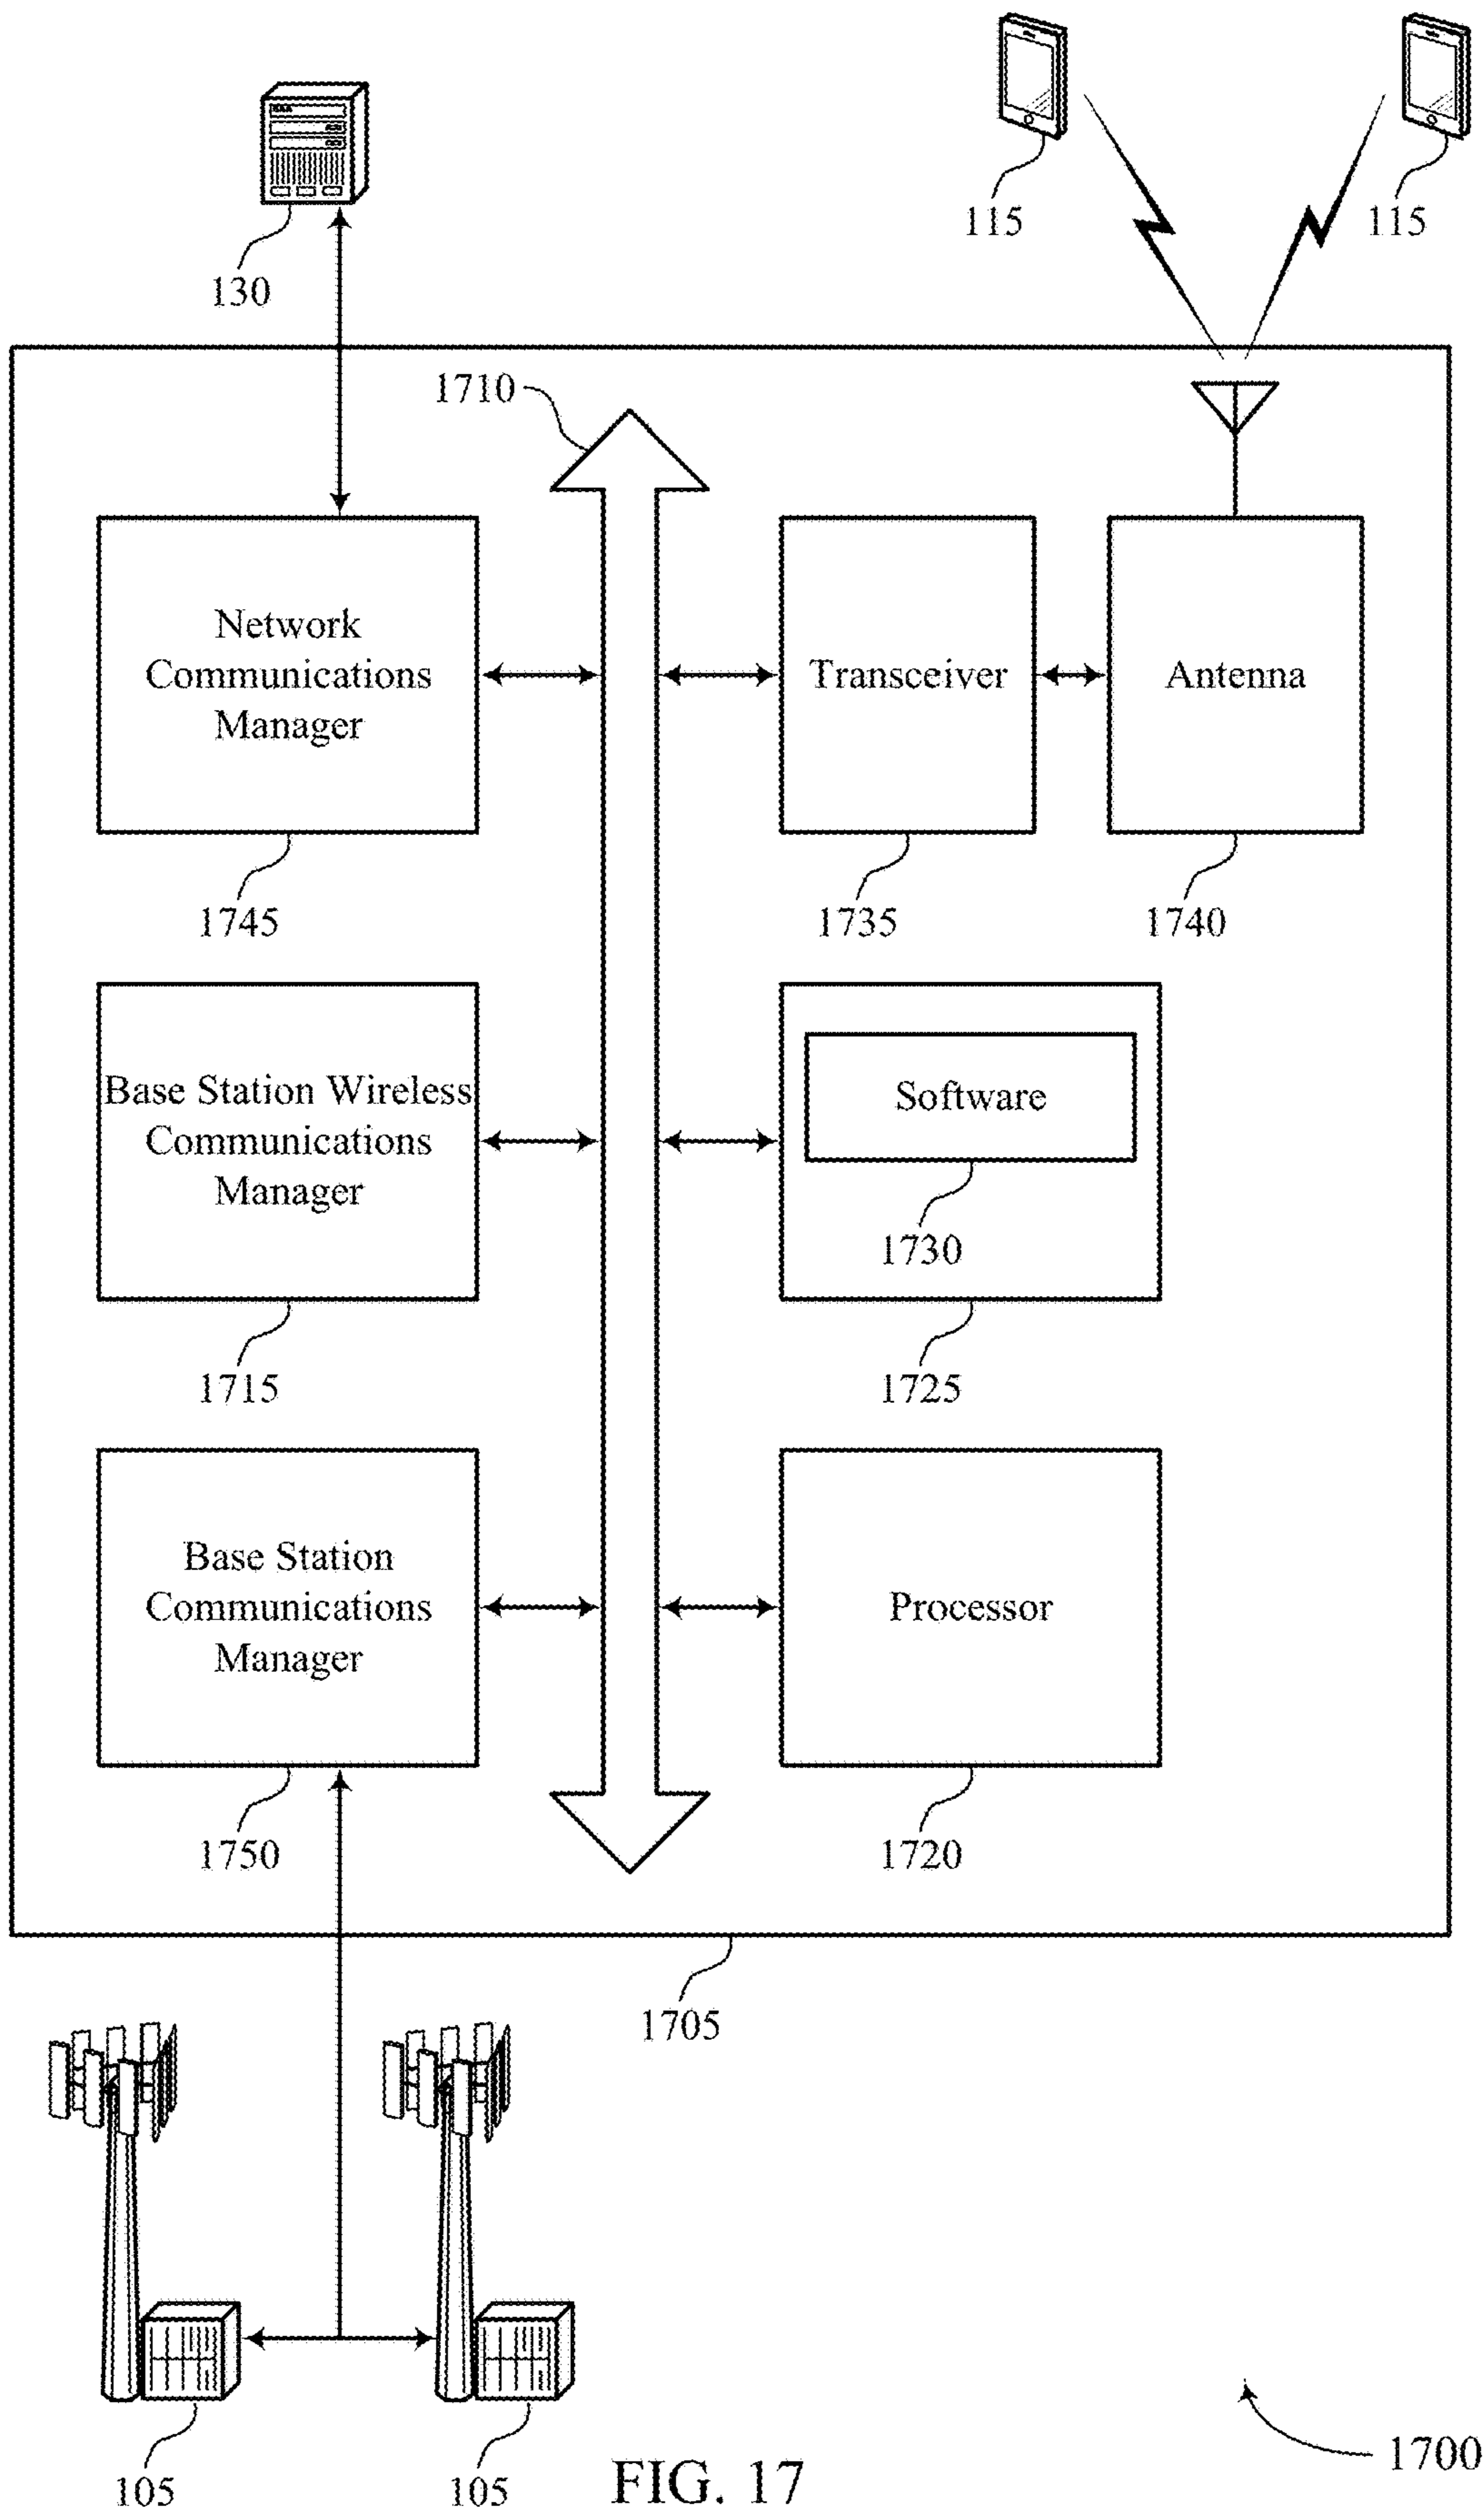 115
115
130
1710
Network
Communications
Manager
Transceiver
Antenna
1745
1735
1740
Base Station Wireless
Communications
Manager
Software
1730
1715
1725
Base Station
Communications
Manager
Processor
1750
1720
1705
105
105
FIG. 17
1700